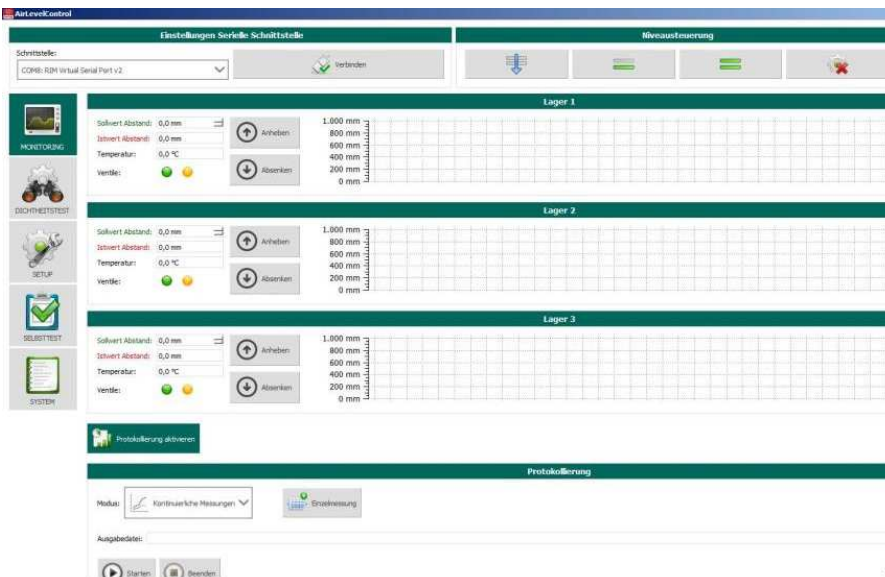 AirLevelControl
Einstellungen Serielle Schnittstelle
Niveausteuerung
Schnittstelle:
COM8: RIM Virtual Serial Port v2
Verbinden
MONITORING
DICHTHEITSTEST
SETUP
SELBSTTEST
SYSTEM
Lager 1
Sollwert Abstand: 0,0 mm
Istwert Abstand: 0,0 mm
Temperatur: 0,0 °C
Ventile:
Anheben
Absenken
1.000 mm
800 mm
600 mm
400 mm
200 mm
0 mm
Lager 2
Sollwert Abstand: 0,0 mm
Istwert Abstand: 0,0 mm
Temperatur: 0,0 °C
Ventile:
Anheben
Absenken
1.000 mm
800 mm
600 mm
400 mm
200 mm
0 mm
Lager 3
Sollwert Abstand: 0,0 mm
Istwert Abstand: 0,0 mm
Temperatur: 0,0 °C
Ventile:
Anheben
Absenken
1.000 mm
800 mm
600 mm
400 mm
200 mm
0 mm
Protokollierung aktivieren
Protokollierung
Modus:
Kontinuierliche Messungen
Einzelmessung
Ausgabedatei:
Starten
Beenden